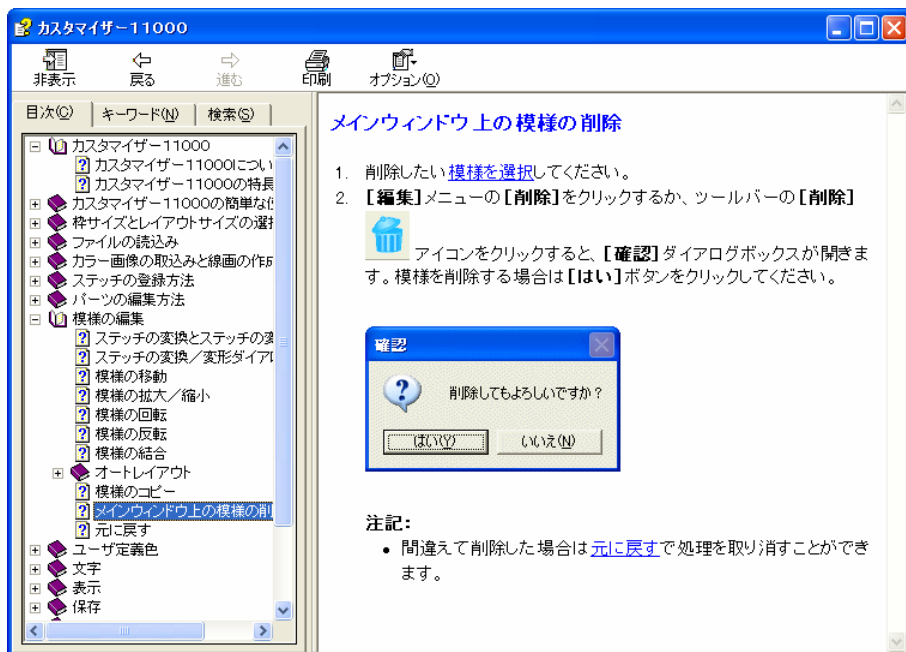 カスタマイザー11000
非表示
戻る
進む
印刷
オプション(O)
目次(C)
キーワード(N)
検索(S)
カスタマイザー11000
カスタマイザー11000につい
カスタマイザー11000の特長
カスタマイザー11000の簡単な
枠サイズとレイアウトサイズの選
ファイルの読込み
カラー画像の取込みと線画の作
ステッチの登録方法
パーツの編集方法
模様の編集
ステッチの変換とステッチの変
ステッチの変換/変形ダイア
模様の移動
模様の拡大/縮小
模様の回転
模様の反転
模様の結合
オートレイアウト
模様のコピー
メインウィンドウ上の模様の削
元に戻す
ユーザ定義色
文字
表示
保存
メインウィンドウ上の模様の削除
1. 削除したい模様を選択してください。
2. [編集]メニューの[削除]をクリックするか、ツールバーの[削除]
アイコンをクリックすると、[確認]ダイアログボックスが開きま
す。模様を削除する場合は[はい]ボタンをクリックしてください。
確認
削除してもよろしいですか?
はい(Y)
いいえ(N)
注記:
• 間違えて削除した場合は元に戻すで処理を取り消すことができ
ます。